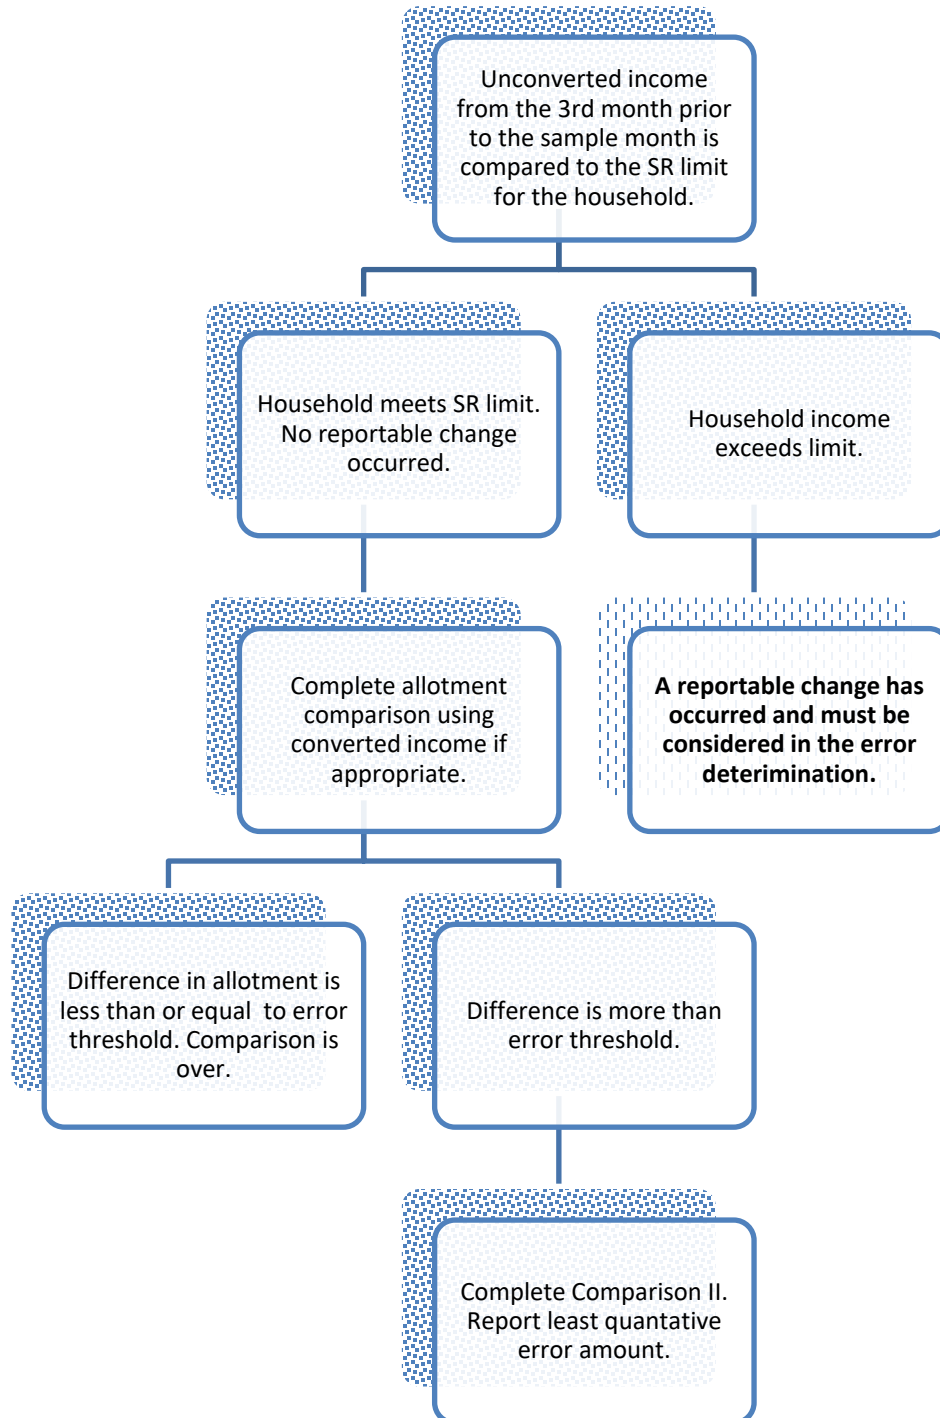 Unconverted income
from the 3rd month prior
to the sample month is
compared to the SR limit
for the household.
Household meets SR limit.
No reportable change
occurred.
Household income
exceeds limit.
Complete allotment
comparison using
converted income if
appropriate.
A reportable change has
occurred and must be
considered in the error
deterimination.
Difference in allotment is
less than or equal  to error
threshold. Comparison is
over.
Difference is more than
error threshold.
Complete Comparison II.
Report least quantative
error amount.